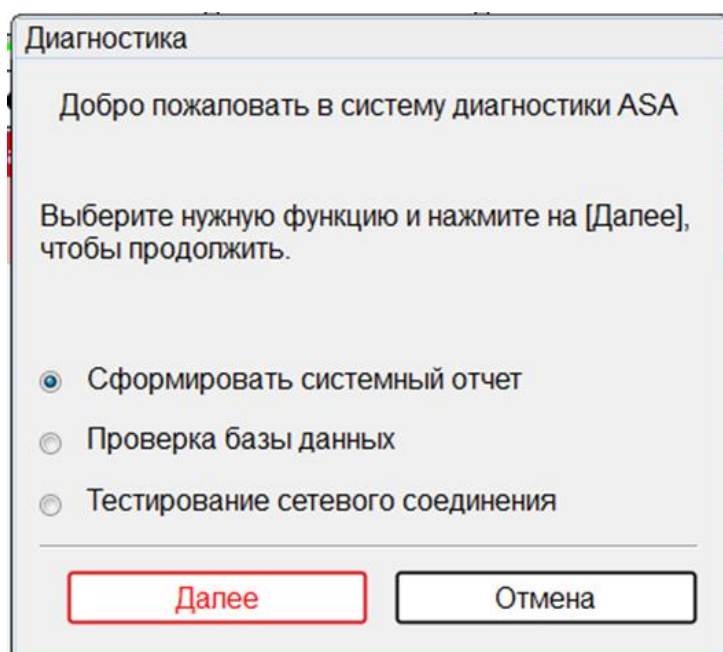 Диагностика
Добро пожаловать в систему диагностики ASA
Выберите нужную функцию и нажмите на [Далее],
чтобы продолжить.
Сформировать системный отчет
Проверка базы данных
Тестирование сетевого соединения
Далее
Отмена